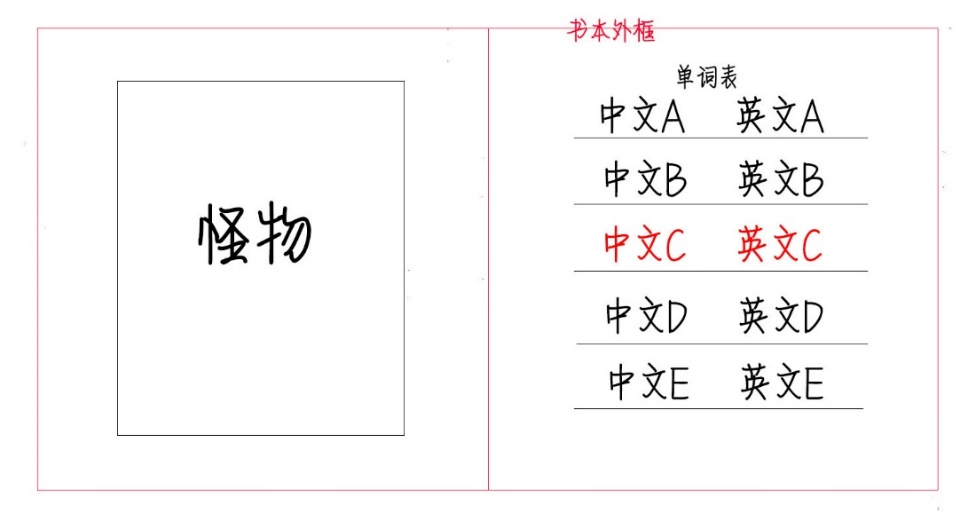 书本外框
怪物
单词表
中文A 英文A
中文B 英文B
中文C 英文C
中文D 英文D
中文E 英文E